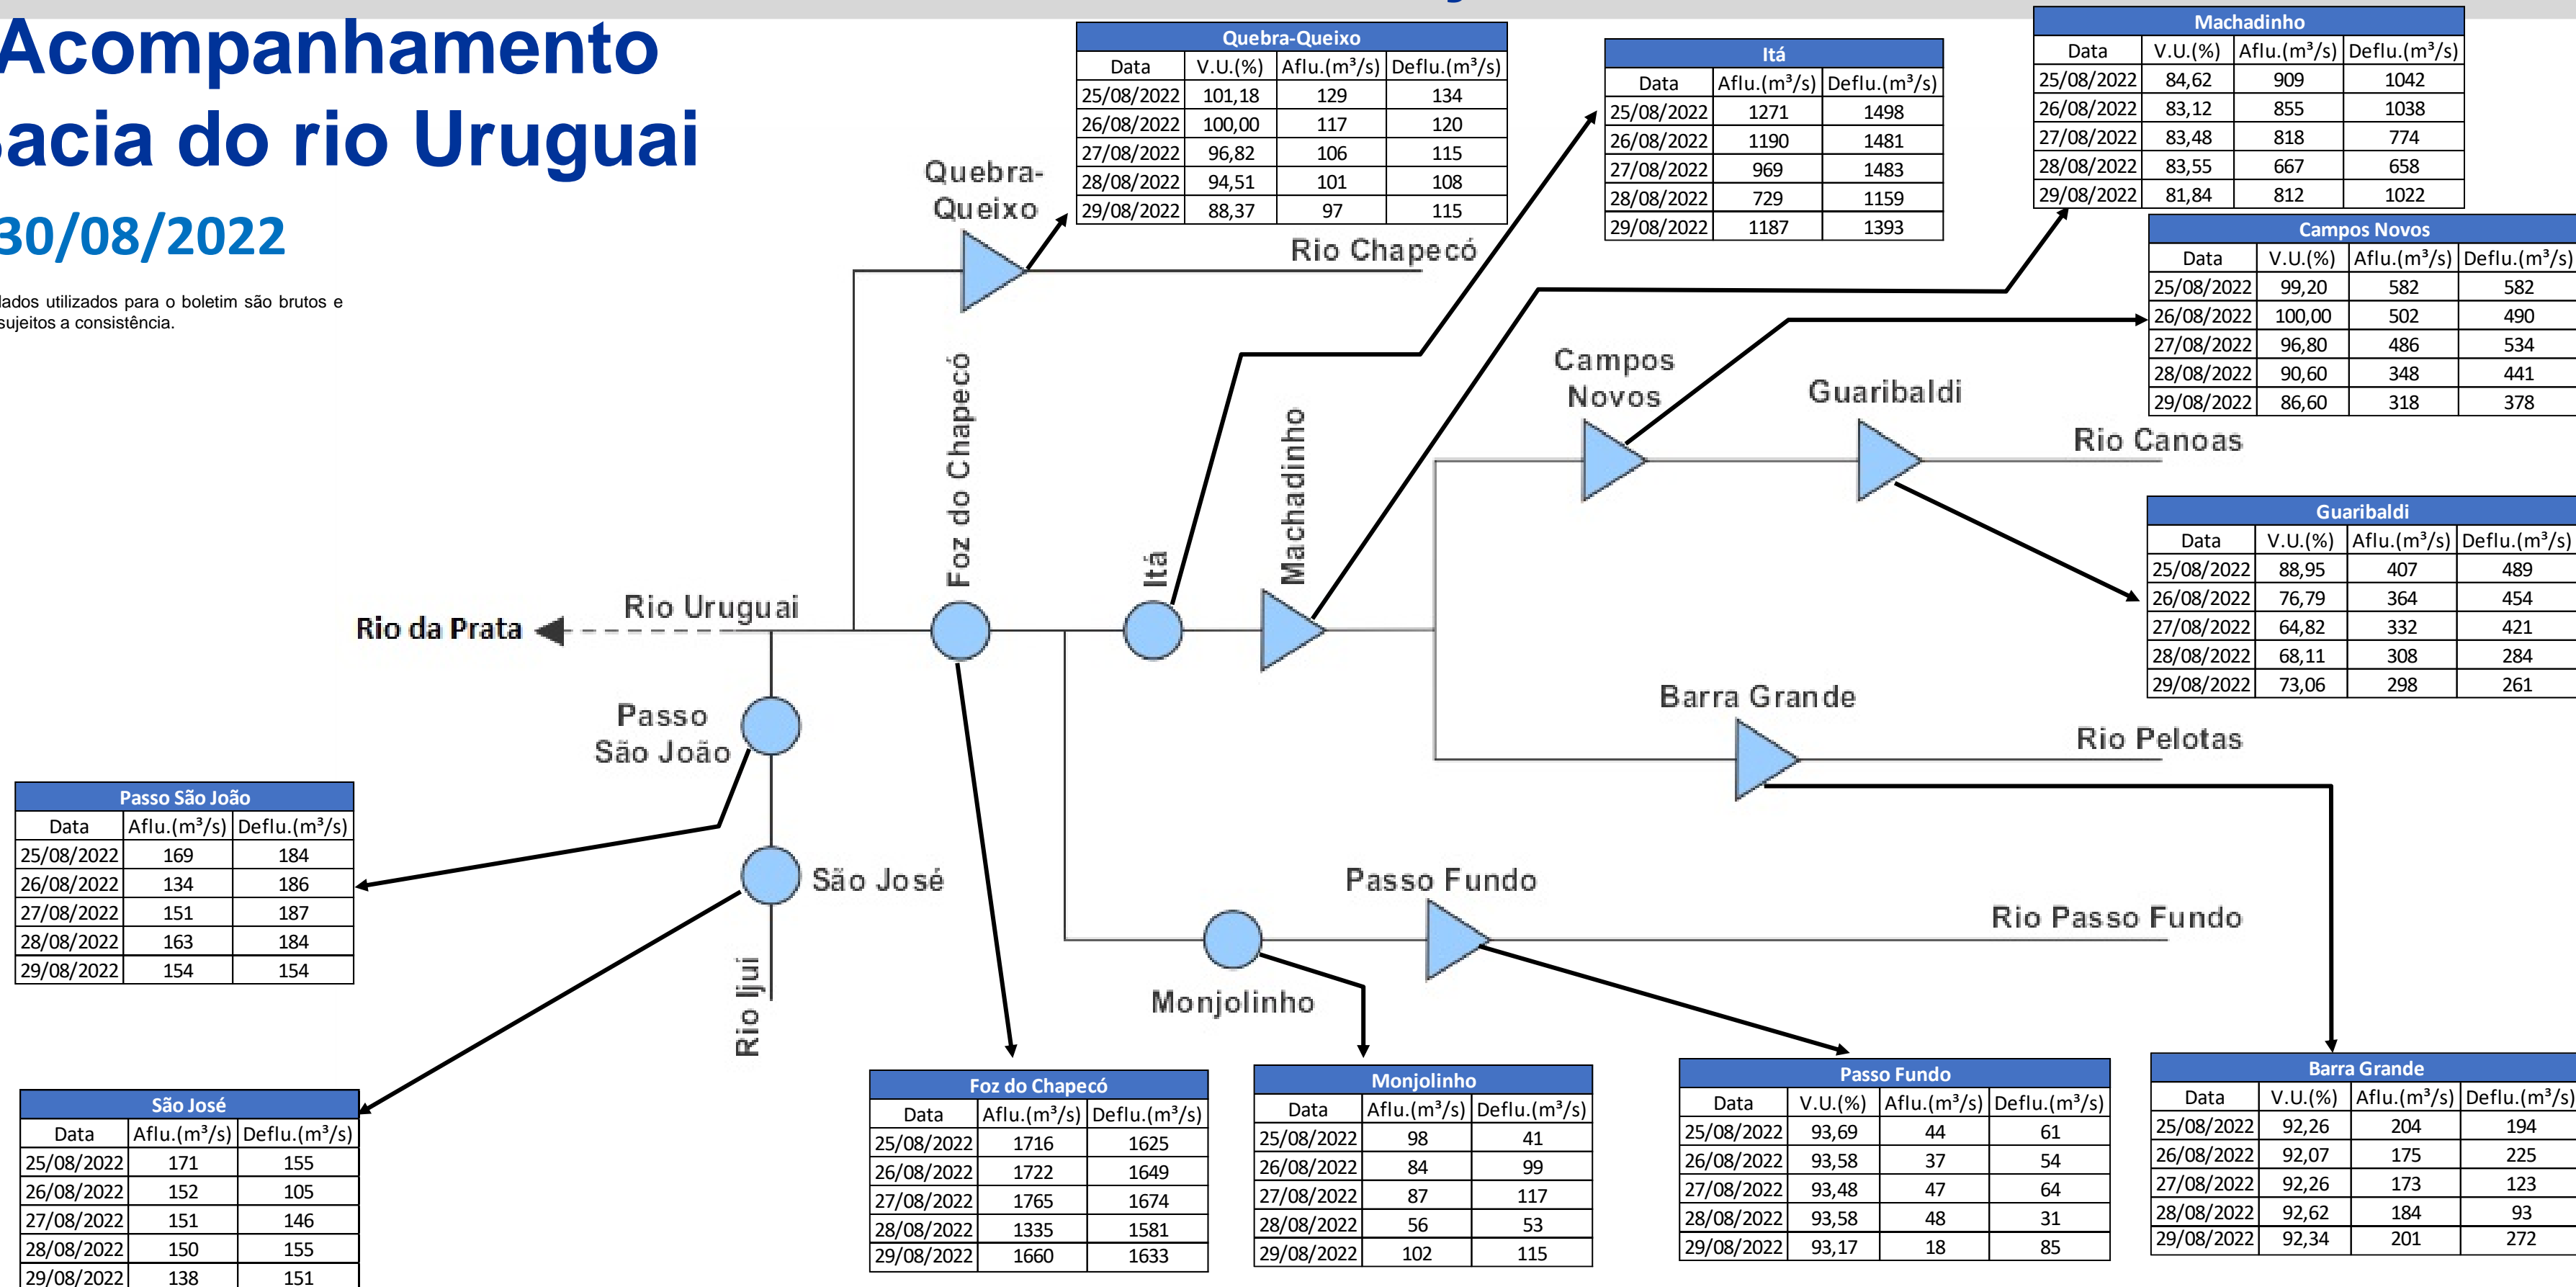 Acompanhamento
Bacia do rio Uruguai
30/08/2022
dados utilizados para o boletim são brutos e
sujeitos a consistência.
Quebra-Queixo
Data V.U.(%) Aflu.(m³/s) Deflu.(m³/s)
25/08/2022 101,18 129 134
26/08/2022 100,00 117 120
27/08/2022 96,82 106 115
28/08/2022 94,51 101 108
29/08/2022 88,37 97 115
Itá
Data Aflu.(m³/s) Deflu.(m³/s)
25/08/2022 1271 1498
26/08/2022 1190 1481
27/08/2022 969 1483
28/08/2022 729 1159
29/08/2022 1187 1393
Machadinho
Data V.U.(%) Aflu.(m³/s) Deflu.(m³/s)
25/08/2022 84,62 909 1042
26/08/2022 83,12 855 1038
27/08/2022 83,48 818 774
28/08/2022 83,55 667 658
29/08/2022 81,84 812 1022
Campos Novos
Data V.U.(%) Aflu.(m³/s) Deflu.(m³/s)
25/08/2022 99,20 582 582
26/08/2022 100,00 502 490
27/08/2022 96,80 486 534
28/08/2022 90,60 348 441
29/08/2022 86,60 318 378
Quebra-
Queixo
Rio Chapecó
Foz do Chapecó
Itá
Machadinho
Campos
Novos
Guaribaldi
Rio Canoas
Guaribaldi
Data V.U.(%) Aflu.(m³/s) Deflu.(m³/s)
25/08/2022 88,95 407 489
26/08/2022 76,79 364 454
27/08/2022 64,82 332 421
28/08/2022 68,11 308 284
29/08/2022 73,06 298 261
Rio da Prata
Rio Uruguai
Passo
São João
Barra Grande
Rio Pelotas
Passo São João
Data Aflu.(m³/s) Deflu.(m³/s)
25/08/2022 169 184
26/08/2022 134 186
27/08/2022 151 187
28/08/2022 163 184
29/08/2022 154 154
São José
Rio Ijuí
Passo Fundo
Rio Passo Fundo
Monjolinho
São José
Data Aflu.(m³/s) Deflu.(m³/s)
25/08/2022 171 155
26/08/2022 152 105
27/08/2022 151 146
28/08/2022 150 155
29/08/2022 138 151
Foz do Chapecó
Data Aflu.(m³/s) Deflu.(m³/s)
25/08/2022 1716 1625
26/08/2022 1722 1649
27/08/2022 1765 1674
28/08/2022 1335 1581
29/08/2022 1660 1633
Monjolinho
Data Aflu.(m³/s) Deflu.(m³/s)
25/08/2022 98 41
26/08/2022 84 99
27/08/2022 87 117
28/08/2022 56 53
29/08/2022 102 115
Passo Fundo
Data V.U.(%) Aflu.(m³/s) Deflu.(m³/s)
25/08/2022 93,69 44 61
26/08/2022 93,58 37 54
27/08/2022 93,48 47 64
28/08/2022 93,58 48 31
29/08/2022 93,17 18 85
Barra Grande
Data V.U.(%) Aflu.(m³/s) Deflu.(m³/s)
25/08/2022 92,26 204 194
26/08/2022 92,07 175 225
27/08/2022 92,26 173 123
28/08/2022 92,62 184 93
29/08/2022 92,34 201 272